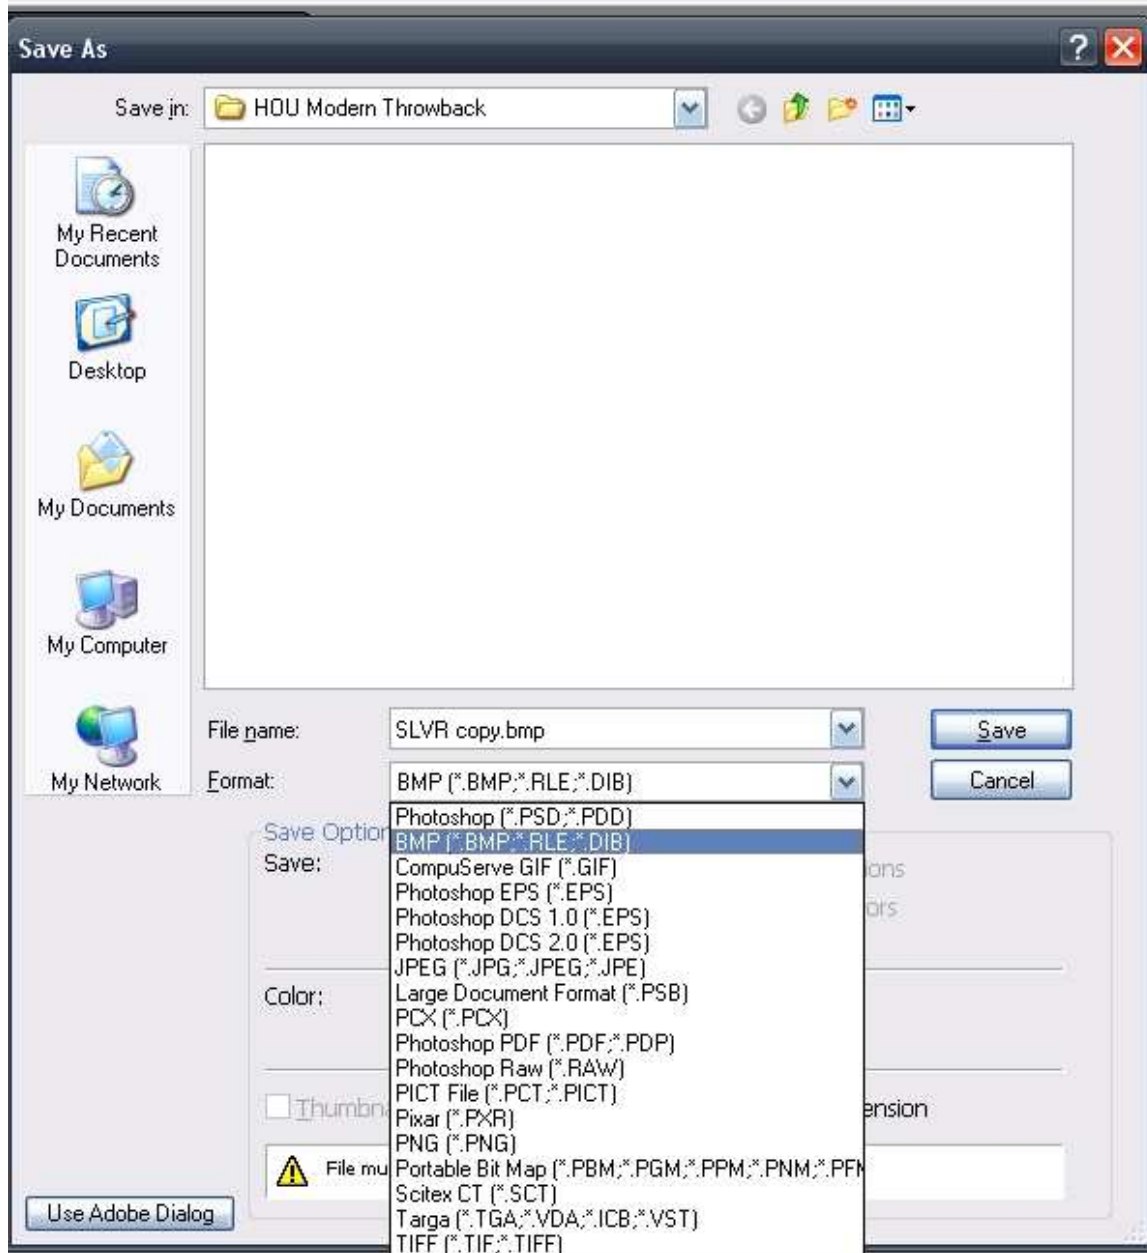 Save As
Save in: HOU Modern Throwback
My Recent
Documents
Desktop
My Documents
My Computer
My Network
File name: SLVR copy.bmp Save
Format: BMP (*.BMP;*.RLE;*.DIB) Cancel
Photoshop (*.PSD;*.PDD)
BMP (*.BMP;*.RLE;*.DIB)
CompuServe GIF (*.GIF)
Photoshop EPS (*.EPS)
Photoshop DCS 1.0 (*.EPS)
Photoshop DCS 2.0 (*.EPS)
JPEG (*.JPG;*.JPEG;*.JPE)
Large Document Format (*.PSB)
PCX (*.PCX)
Photoshop PDF (*.PDF;*.PDP)
Photoshop Raw (*.RAW)
PICT File (*.PCT;*.PICT)
Pixar (*.PXR)
PNG (*.PNG)
Portable Bit Map (*.PBM;*.PGM;*.PPM;*.PNM;*.PFM
Scitex CT (*.SCT)
Targa (*.TGA;*.VDA;*.ICB;*.VST)
TIFF (*.TIF;*.TIFF)
Save Option
Save:
Color:
File mu
Use Adobe Dialog